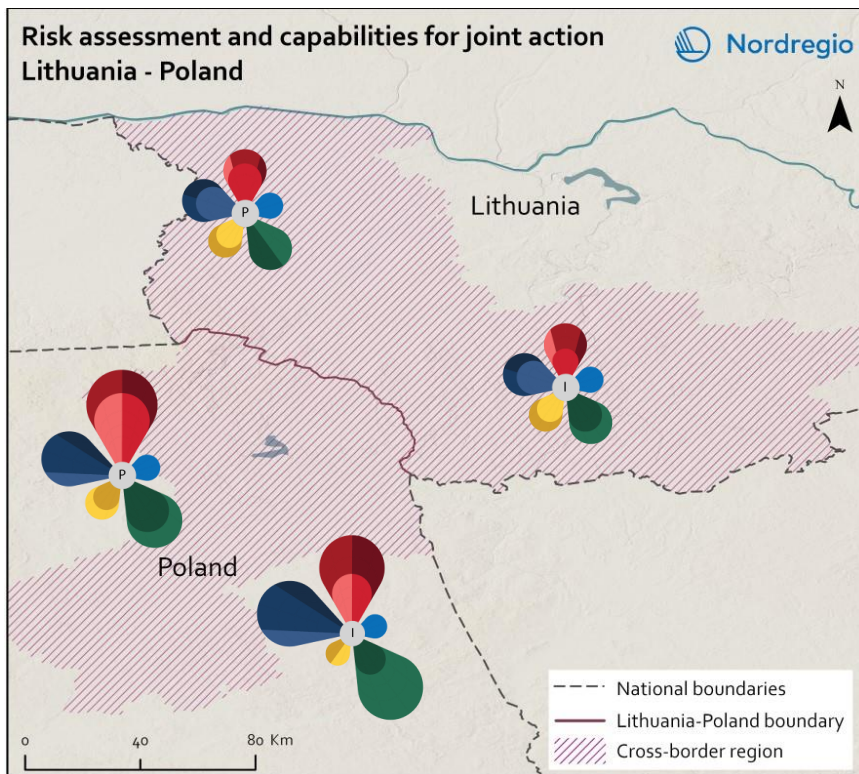 Risk assessment and capabilities for joint action
Lithuania - Poland
Nordregio
N
P
Lithuania
I
P
Poland
I
National boundaries
Lithuania-Poland boundary
Cross-border region
0 40 80 Km